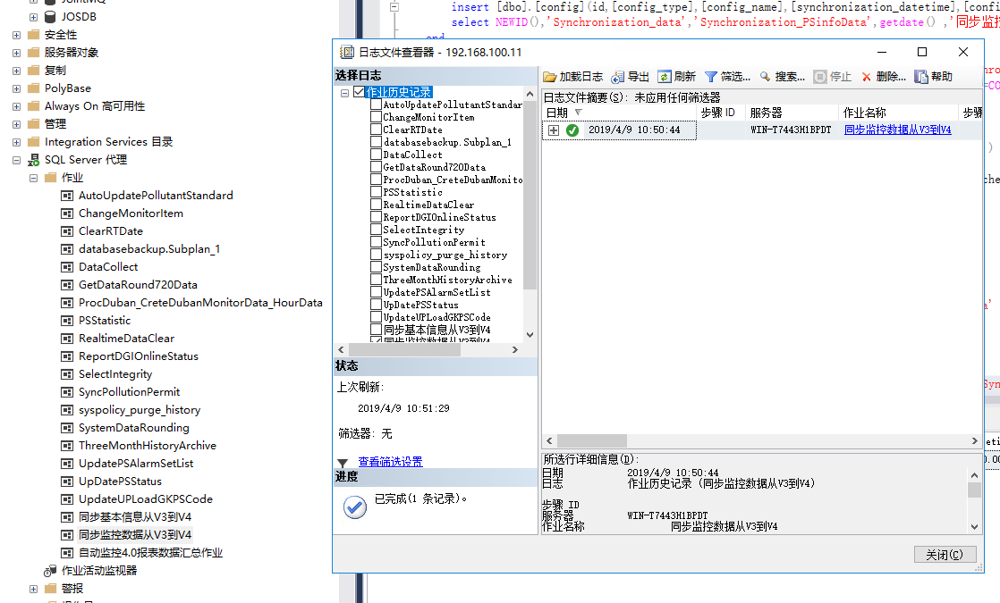 JointMQ
JOSDB
安全性
服务器对象
复制
PolyBase
Always On 高可用性
管理
Integration Services 目录
SQL Server 代理
作业
AutoUpdatePollutantStandard
ChangeMonitorItem
ClearRTDate
databasebackup.Subplan_1
DataCollect
GetDataRound720Data
ProcDuban_CreteDubanMonitorData_HourData
PSStatistic
RealtimeDataClear
ReportDGIOnlineStatus
SelectIntegrity
SyncPollutionPermit
syspolicy_purge_history
SystemDataRounding
ThreeMonthHistoryArchive
UpdatePSAlarmSetList
UpDatePSStatus
UpdateUPLoadGKPSCode
同步基本信息从V3到V4
同步监控数据从V3到V4
自动监控4.0报表数据汇总作业
作业活动监视器
警报
insert [dbo].[config](id,[config_type],[config_name],[synchronization_datetime],[confi
select NEWID(),'Synchronization_data','Synchronization_PSinfoData',getdate() ,'同步监控
end
日志文件查看器 - 192.168.100.11
选择日志
作业历史记录
AutoUpdatePollutantStandar
ChangeMonitorItem
ClearRTDate
databasebackup.Subplan_1
DataCollect
GetDataRound720Data
ProcDuban_CreteDubanMonito
PSStatistic
RealtimeDataClear
ReportDGIOnlineStatus
SelectIntegrity
SyncPollutionPermit
syspolicy_purge_history
SystemDataRounding
ThreeMonthHistoryArchive
UpdatePSAlarmSetList
UpDatePSStatus
UpdateUPLoadGKPSCode
同步基本信息从V3到V4
同步监控数据从V3到V4
状态
上次刷新:
2019/4/9 10:51:29
筛选器: 无
查看筛选设置
进度
已完成(1 条记录)。
加载日志 导出 刷新 筛选... 搜索... 停止 删除... 帮助
日志文件摘要(S): 未应用任何筛选器
日期 步骤 ID 服务器 作业名称 步骤
2019/4/9 10:50:44 WIN-T7443H1BPDT 同步监控数据从V3到V4
所选行详细信息(D):
日期 2019/4/9 10:50:44
日志 作业历史记录 (同步监控数据从V3到V4)
步骤 ID
服务器 WIN-T7443H1BPDT
作业名称 同步监控数据从V3到V4
关闭(C)